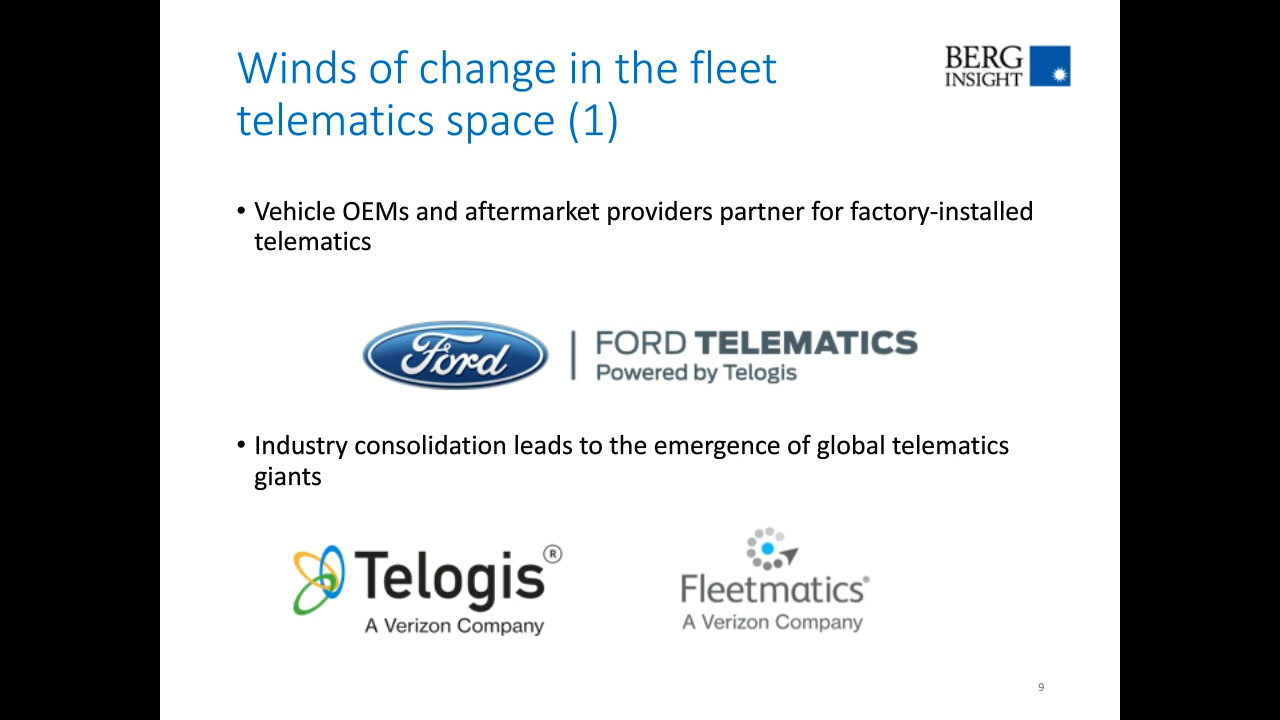 Winds of change in the fleet
telematics space (1)
BERG
INSIGHT
• Vehicle OEMs and aftermarket providers partner for factory-installed
telematics
Ford | FORD TELEMATICS
Powered by Telogis
• Industry consolidation leads to the emergence of global telematics
giants
Telogis®
A Verizon Company
Fleetmatics®
A Verizon Company
9